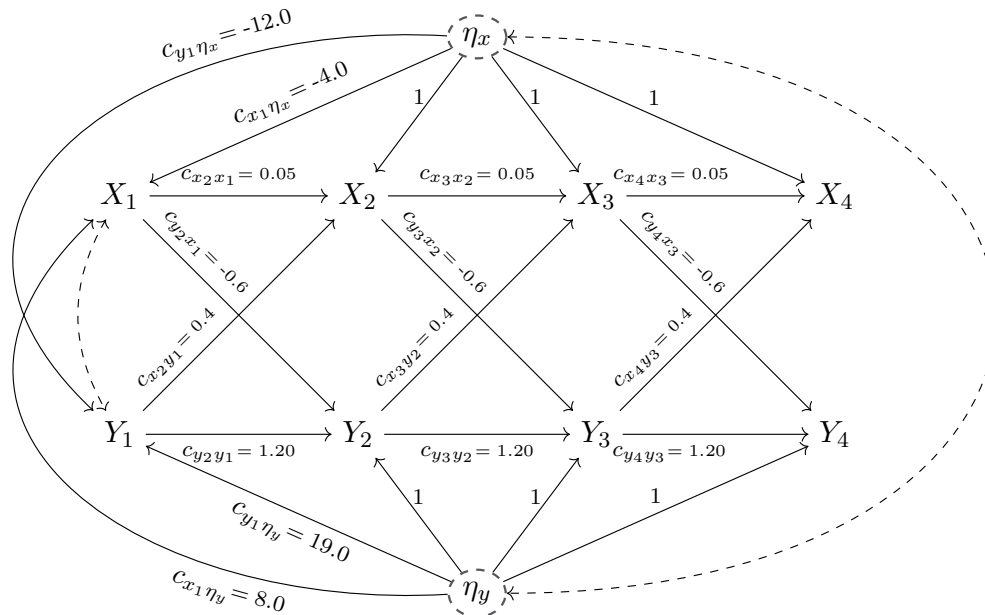 η_x
c_{y_1η_x} = -12.0
c_{x_1η_x} = -4.0
1
1
1
X_1
c_{x_2x_1} = 0.05
X_2
c_{x_3x_2} = 0.05
X_3
c_{x_4x_3} = 0.05
X_4
c_{y_2x_1} = -0.6
c_{y_3x_2} = -0.6
c_{y_4x_3} = -0.6
c_{x_2y_1} = 0.4
c_{x_3y_2} = 0.4
c_{x_4y_3} = 0.4
Y_1
c_{y_2y_1} = 1.20
Y_2
c_{y_3y_2} = 1.20
Y_3
c_{y_4y_3} = 1.20
Y_4
1
1
1
c_{y_1η_y} = 19.0
c_{x_1η_y} = 8.0
η_y